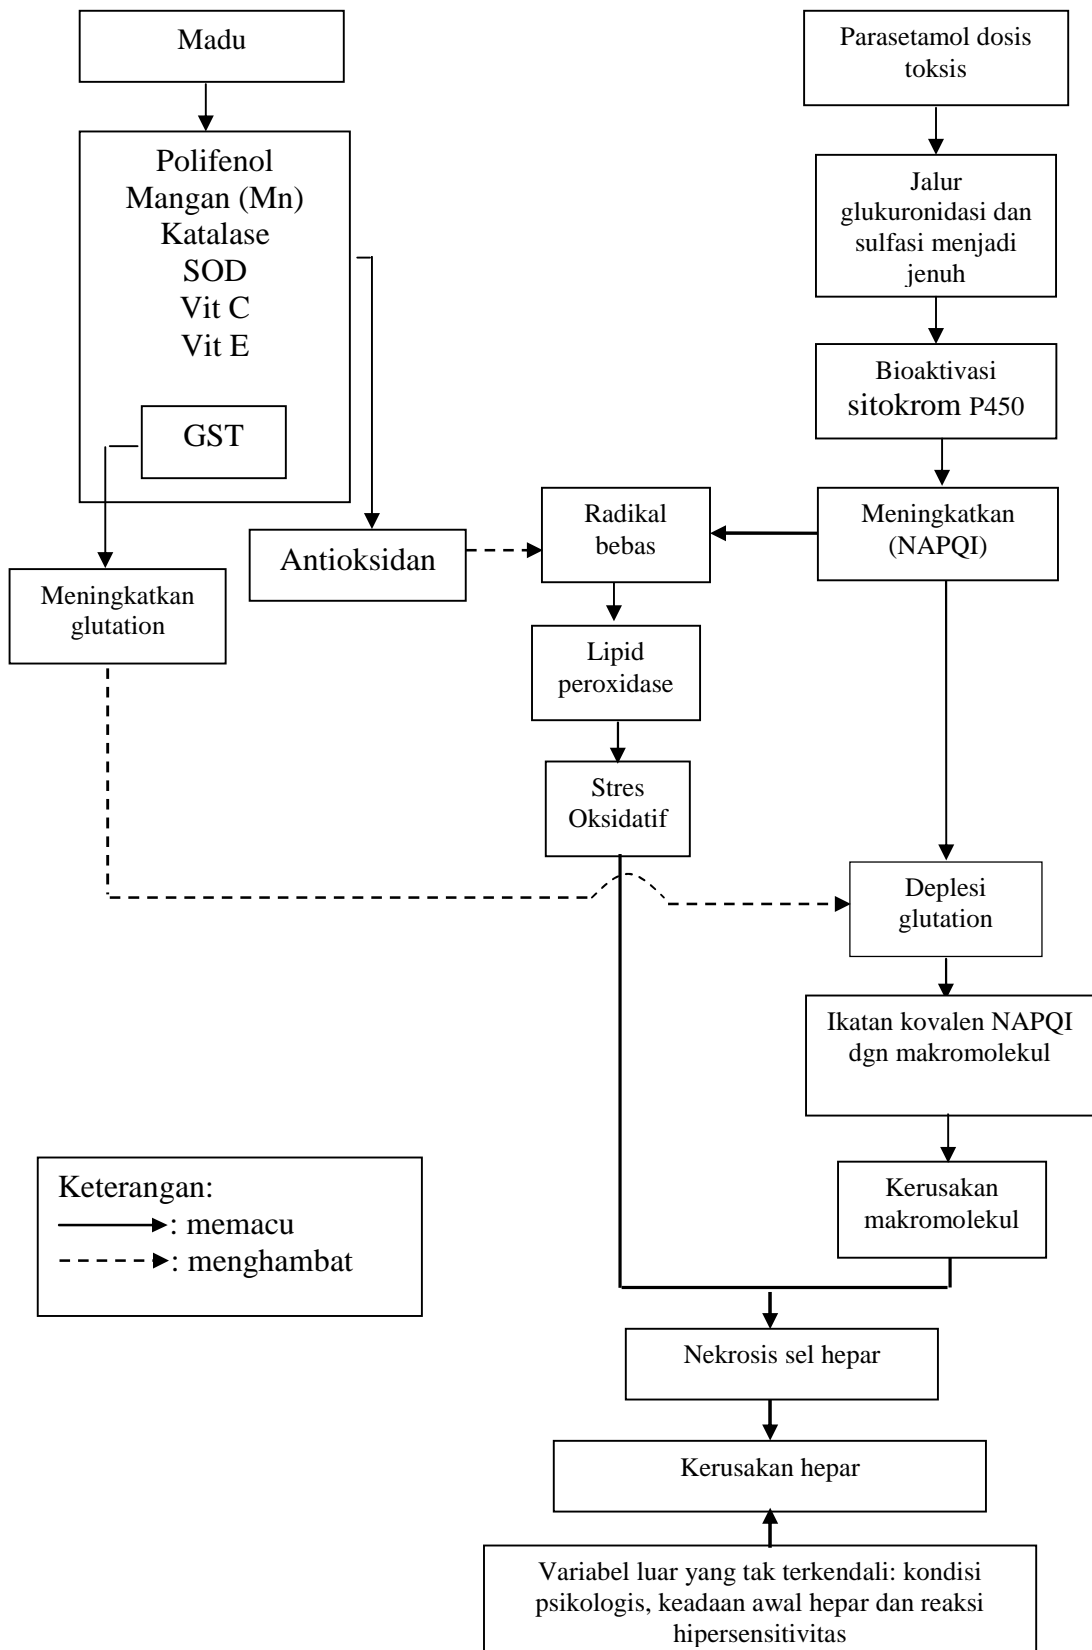 Madu
Polifenol
Mangan (Mn)
Katalase
SOD
Vit C
Vit E
GST
Meningkatkan
glutation
Antioksidan
Parasetamol dosis
toksis
Jalur
glukuronidasi dan
sulfasi menjadi
jenuh
Bioaktivasi
sitokrom P450
Meningkatkan
(NAPQI)
Radikal
bebas
Lipid
peroxidase
Stres
Oksidatif
Deplesi
glutation
Ikatan kovalen NAPQI
dgn makromolekul
Kerusakan
makromolekul
Keterangan:
: memacu
: menghambat
Nekrosis sel hepar
Kerusakan hepar
Variabel luar yang tak terkendali: kondisi
psikologis, keadaan awal hepar dan reaksi
hipersensitivitas